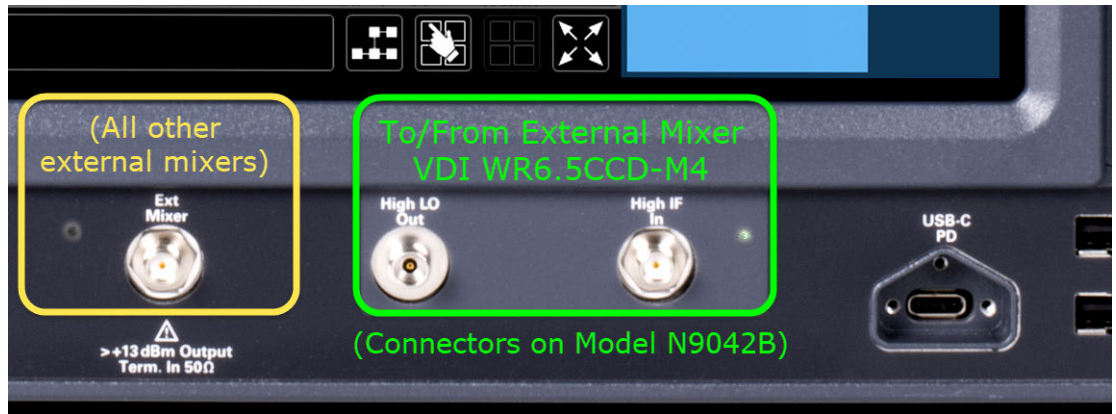 (All other
external mixers)
To/From External Mixer
VDI WR6.5CCD-M4
Ext
Mixer
High LO
Out
High IF
In
USB-C
PD
>+13 dBm Output
Term. In 50Ω
(Connectors on Model N9042B)